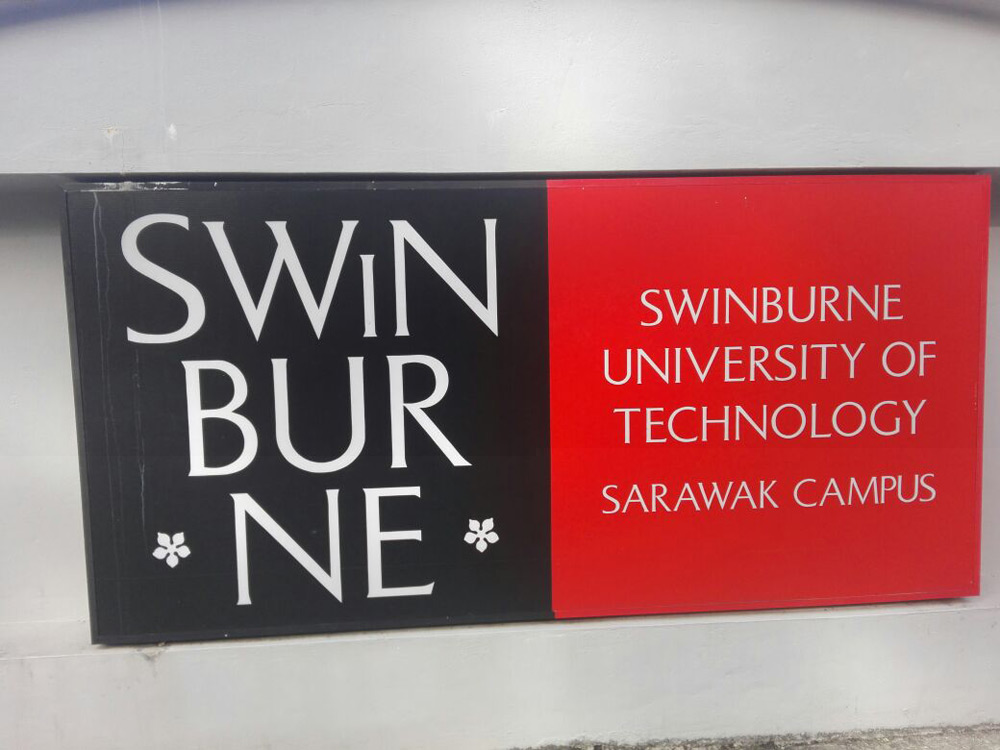 SWiN
BUR
NE
SWINBURNE
UNIVERSITY OF
TECHNOLOGY
SARAWAK CAMPUS